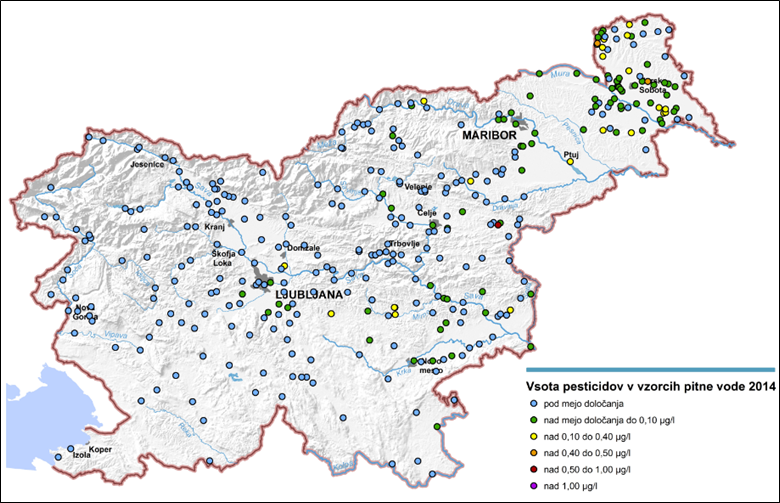 Mura
Sobota
MARIBOR
Ptuj
Jesenice
Velenje
Sava
Kranj
Celje
Škofja
Loka
Domžale
Trbovlje
LJUBLJANA
Sava
Nova
Gorica
Vipava
Novo
mesto
Krka
Koper
Izola
Kolpa
Vsota pesticidov v vzorcih pitne vode 2014
pod mejo določanja
nad mejo določanja do 0,10 µg/l
nad 0,10 do 0,40 µg/l
nad 0,40 do 0,50 µg/l
nad 0,50 do 1,00 µg/l
nad 1,00 µg/l